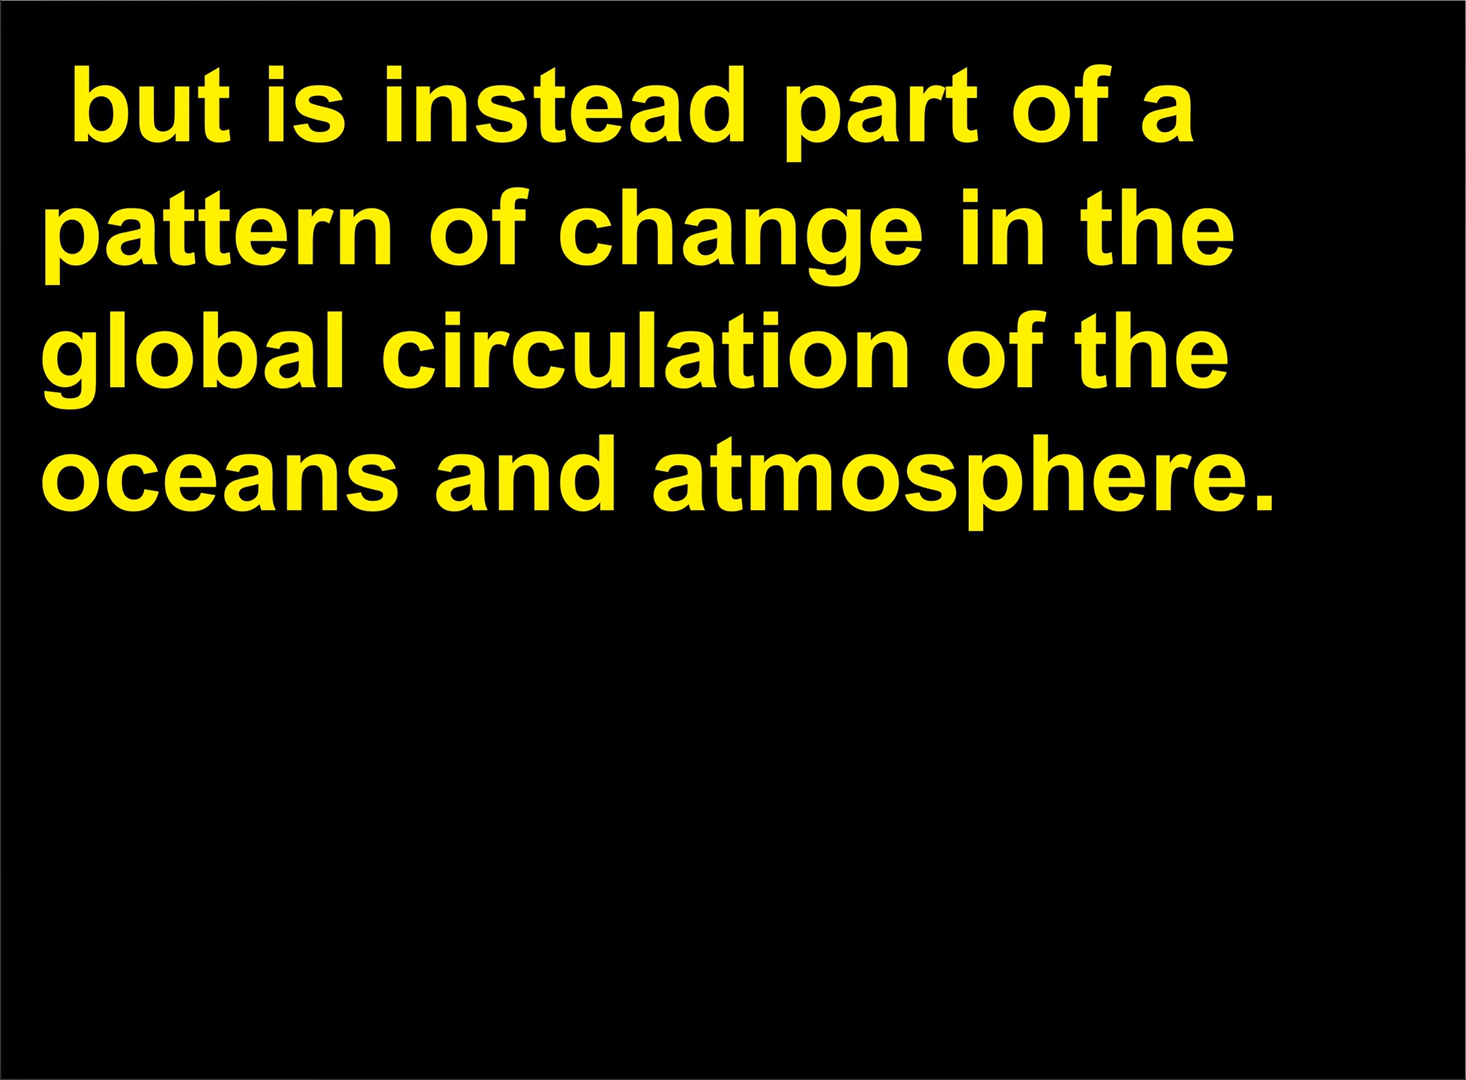 but is instead part of a
pattern of change in the
global circulation of the
oceans and atmosphere.